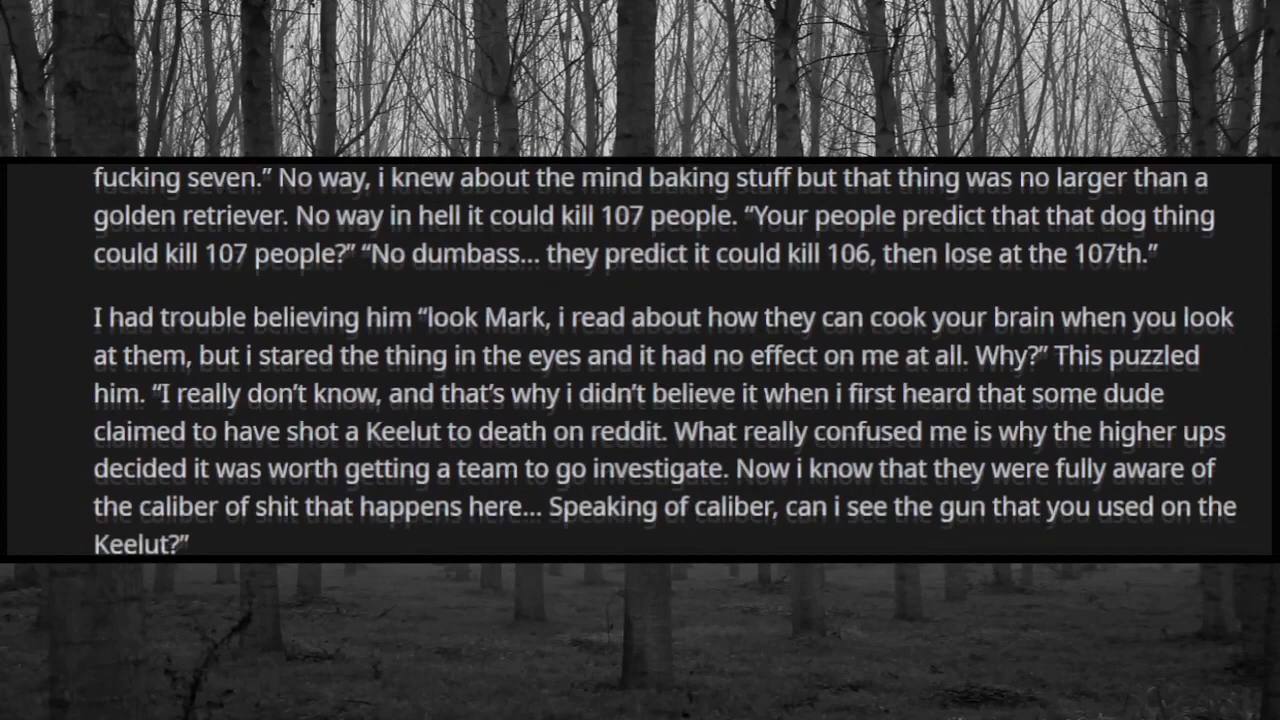 fucking seven.” No way, i knew about the mind baking stuff but that thing was no larger than a
golden retriever. No way in hell it could kill 107 people. “Your people predict that that dog thing
could kill 107 people?” “No dumbass... they predict it could kill 106, then lose at the 107th.”
I had trouble believing him “look Mark, i read about how they can cook your brain when you look
at them, but i stared the thing in the eyes and it had no effect on me at all. Why?” This puzzled
him. “I really don’t know, and that’s why i didn’t believe it when i first heard that some dude
claimed to have shot a Keelut to death on reddit. What really confused me is why the higher ups
decided it was worth getting a team to go investigate. Now i know that they were fully aware of
the caliber of shit that happens here... Speaking of caliber, can i see the gun that you used on the
Keelut?”